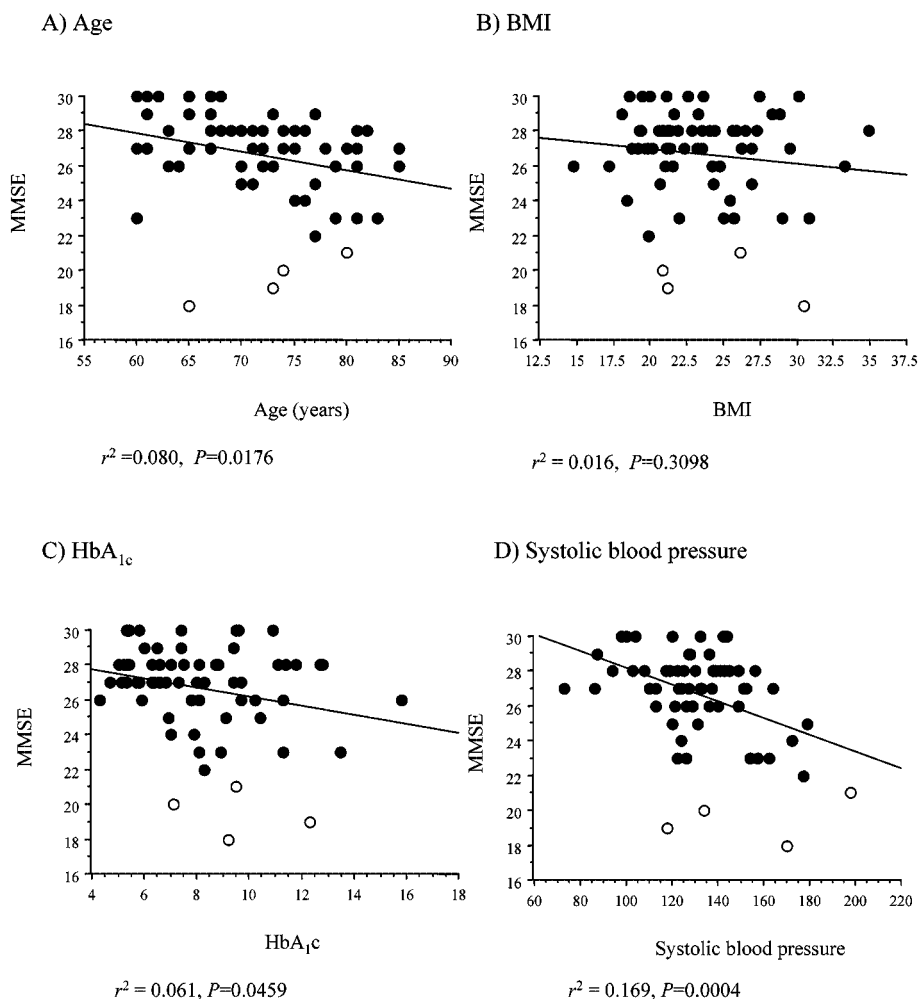 A) Age
B) BMI
30
28
26
24
22
20
18
16
MMSE
55 60 65 70 75 80 85 90
Age (years)
r² =0.080, P=0.0176
30
28
26
24
22
20
18
16
MMSE
12.5 15 17.5 20 22.5 25 27.5 30 32.5 35 37.5
BMI
r² = 0.016, P=0.3098
C) HbA₁c
D) Systolic blood pressure
30
28
26
24
22
20
18
16
MMSE
4 6 8 10 12 14 16 18
HbA₁c
r² = 0.061, P=0.0459
30
28
26
24
22
20
18
16
MMSE
60 80 100 120 140 160 180 200 220
Systolic blood pressure
r² = 0.169, P=0.0004